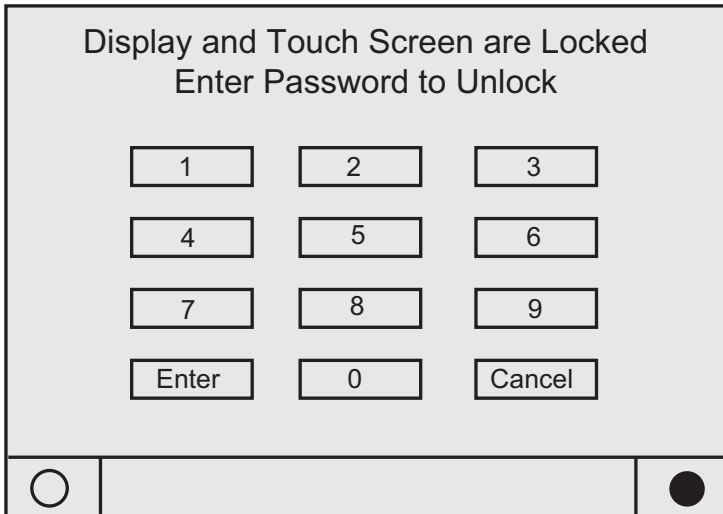 Display and Touch Screen are Locked
Enter Password to Unlock
1 2 3
4 5 6
7 8 9
Enter 0 Cancel